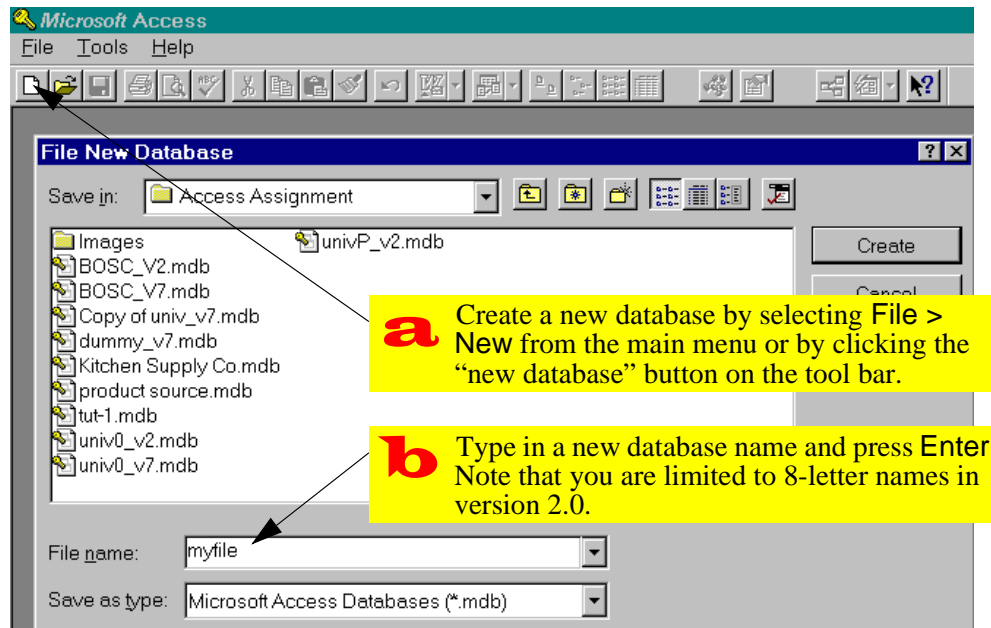 Microsoft Access
File Tools Help
ABC
?
File New Database
? X
Save in: Access Assignment
Images
BOSC_V2.mdb
BOSC_V7.mdb
Copy of univ_v7.mdb
dummy_v7.mdb
Kitchen Supply Co.mdb
product source.mdb
tut-1.mdb
univ0_v2.mdb
univ0_v7.mdb
univP_v2.mdb
Create
Cancel
a
Create a new database by selecting File >
New from the main menu or by clicking the
“new database” button on the tool bar.
b
Type in a new database name and press Enter
Note that you are limited to 8-letter names in
version 2.0.
File name: myfile
Save as type: Microsoft Access Databases (*.mdb)